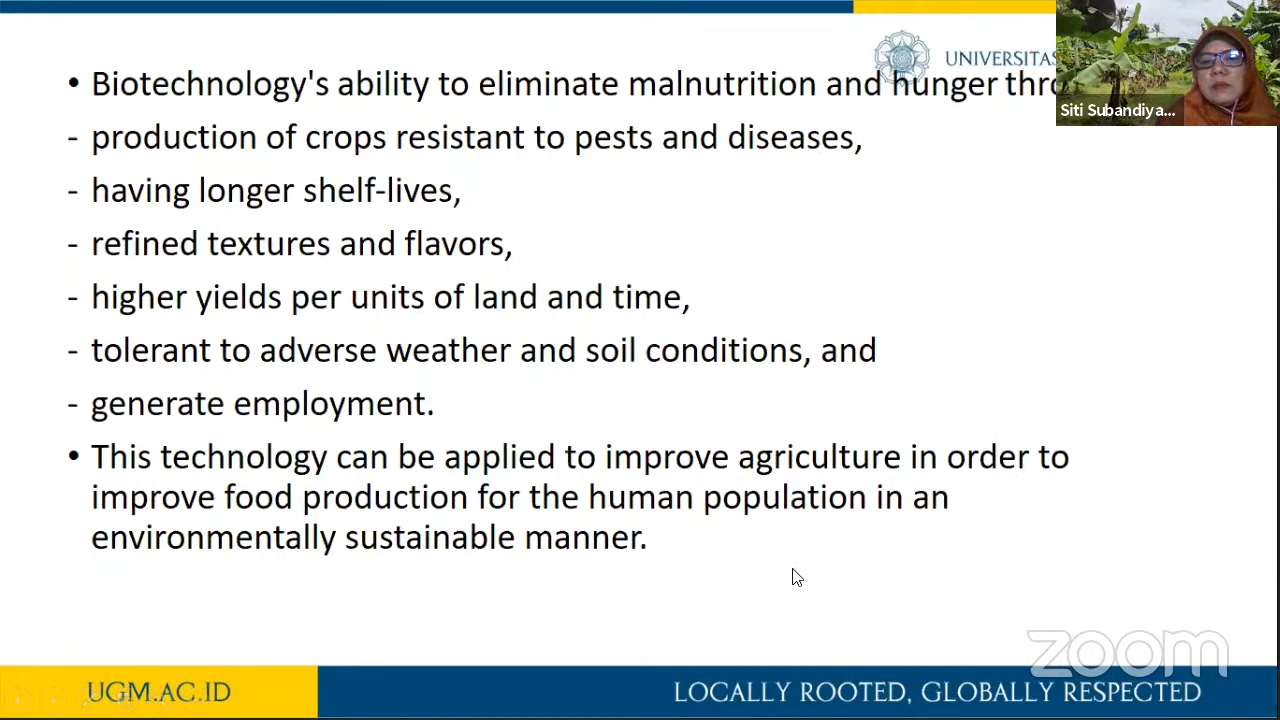 UNIVERSITAS
• Biotechnology's ability to eliminate malnutrition and hunger
- production of crops resistant to pests and diseases,
- having longer shelf-lives,
- refined textures and flavors,
- higher yields per units of land and time,
- tolerant to adverse weather and soil conditions, and
- generate employment.
• This technology can be applied to improve agriculture in order to
improve food production for the human population in an
environmentally sustainable manner.
Siti Subandiya...
zoom
UGM.AC.ID
LOCALLY ROOTED, GLOBALLY RESPECTED